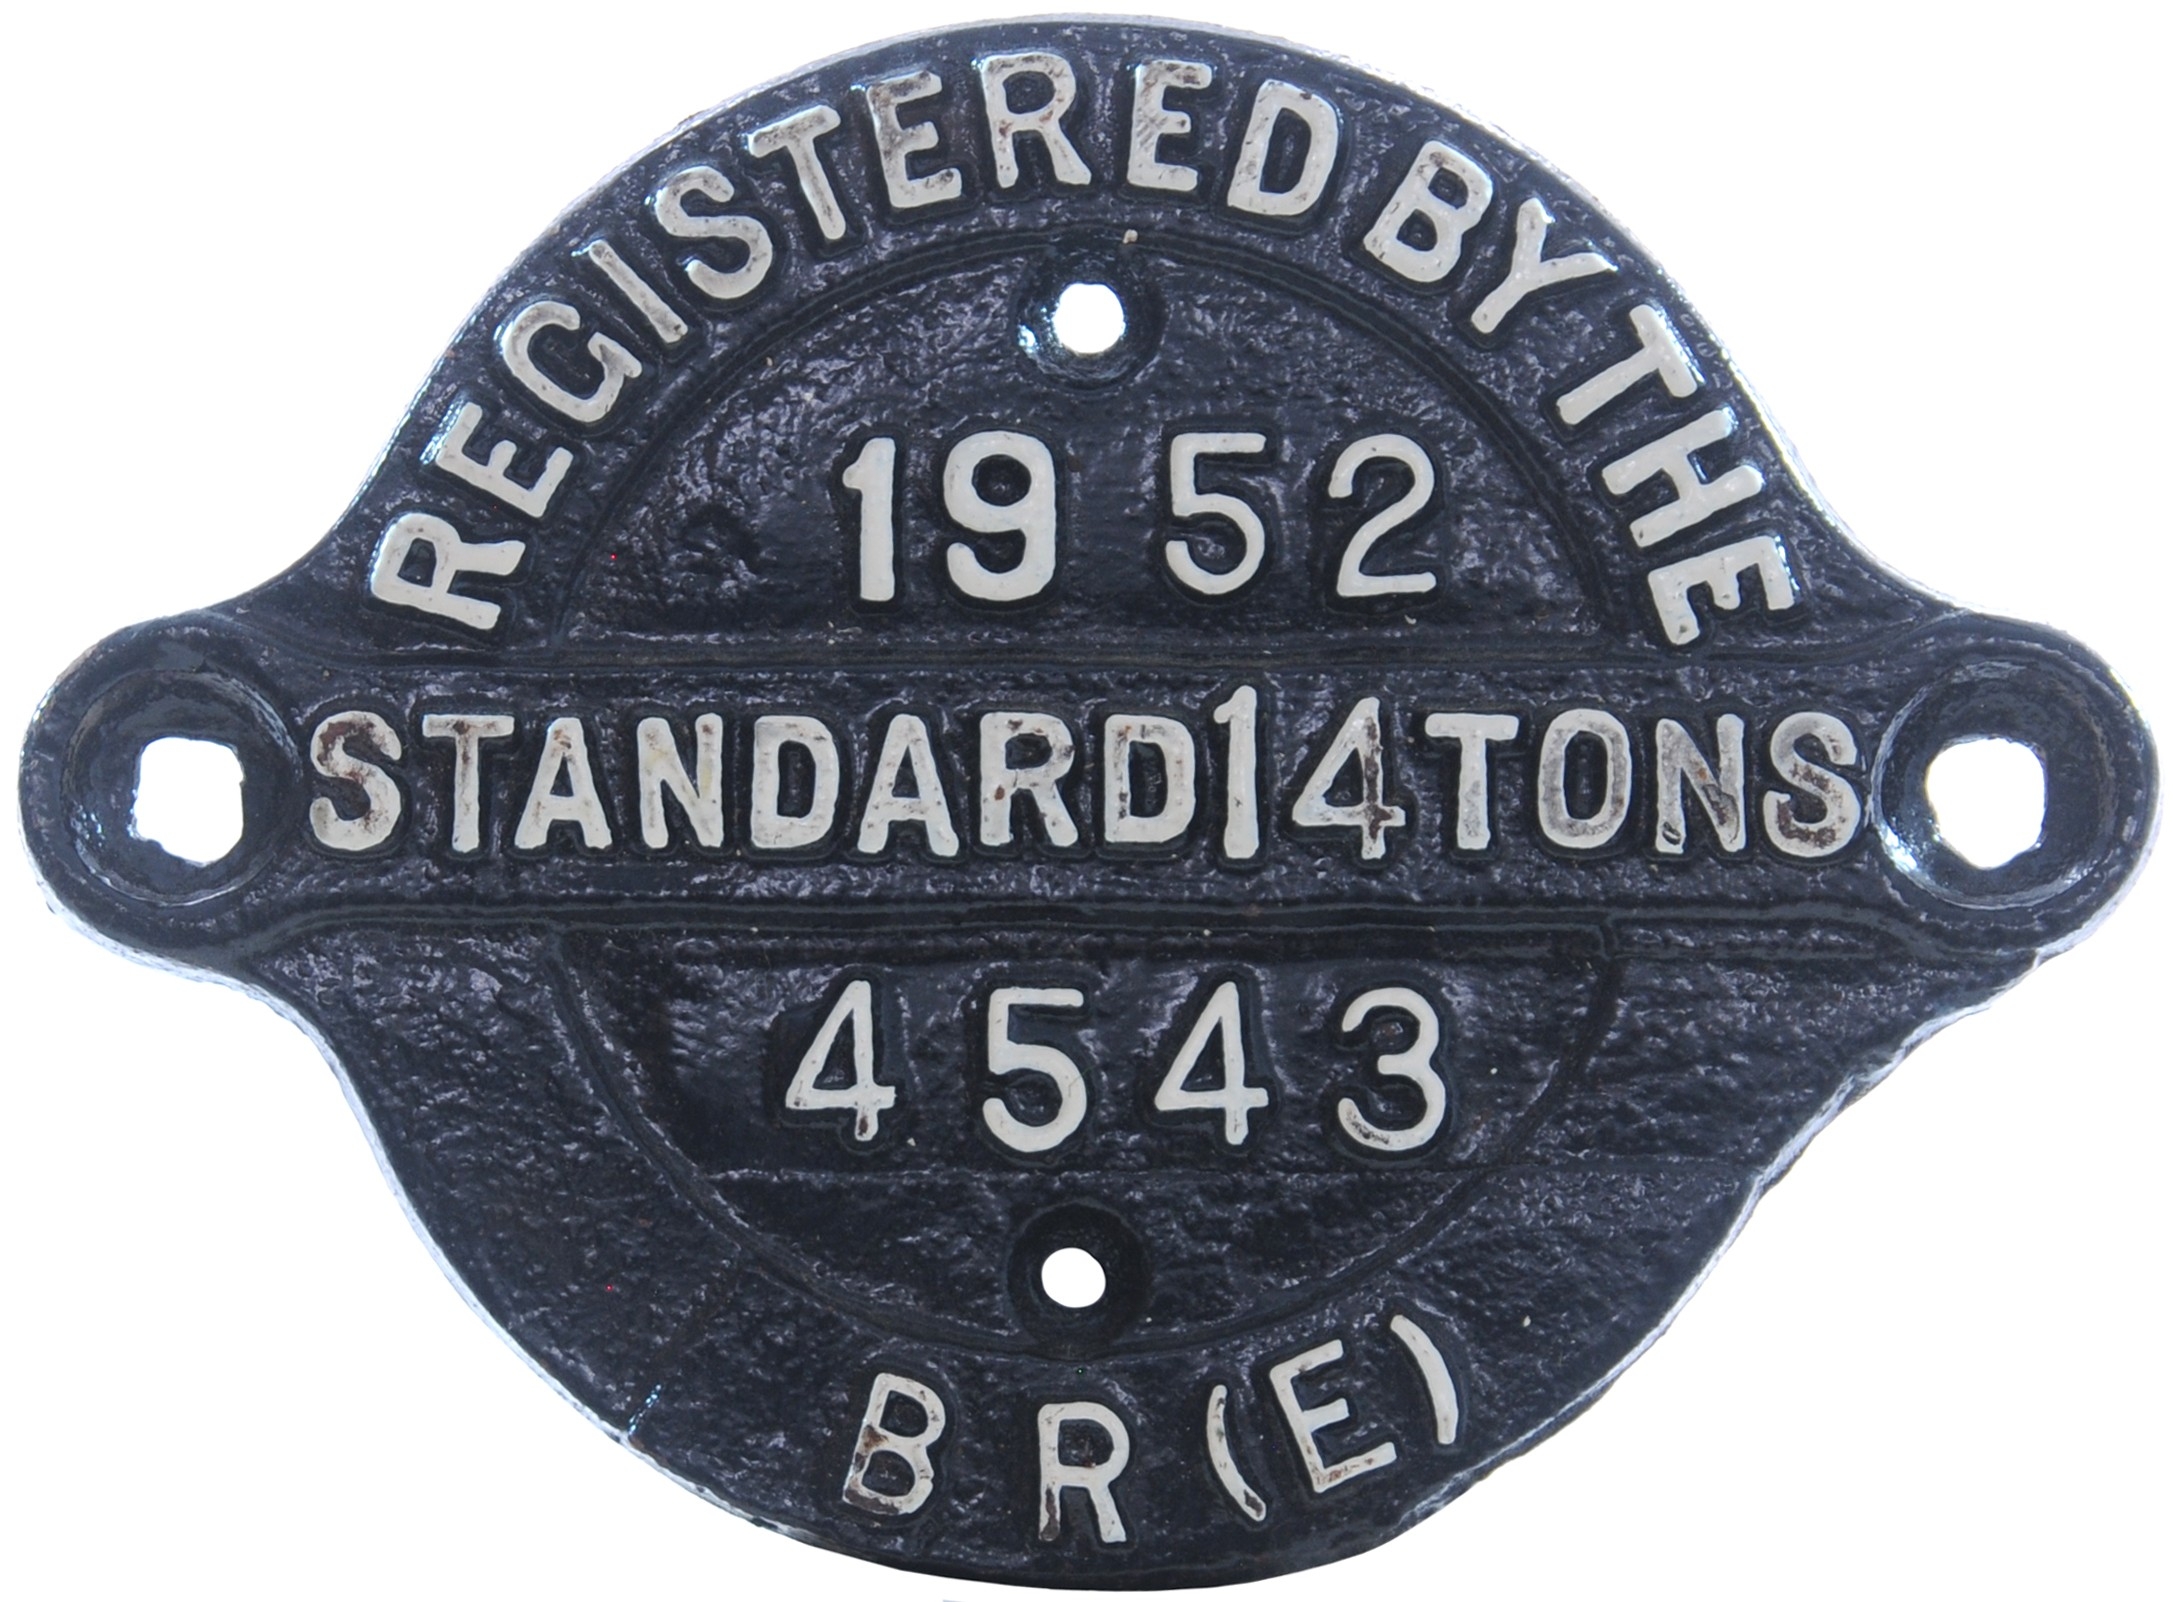 REGISTERED BY THE
1952
STANDARD 14 TONS
4543
BR(E)